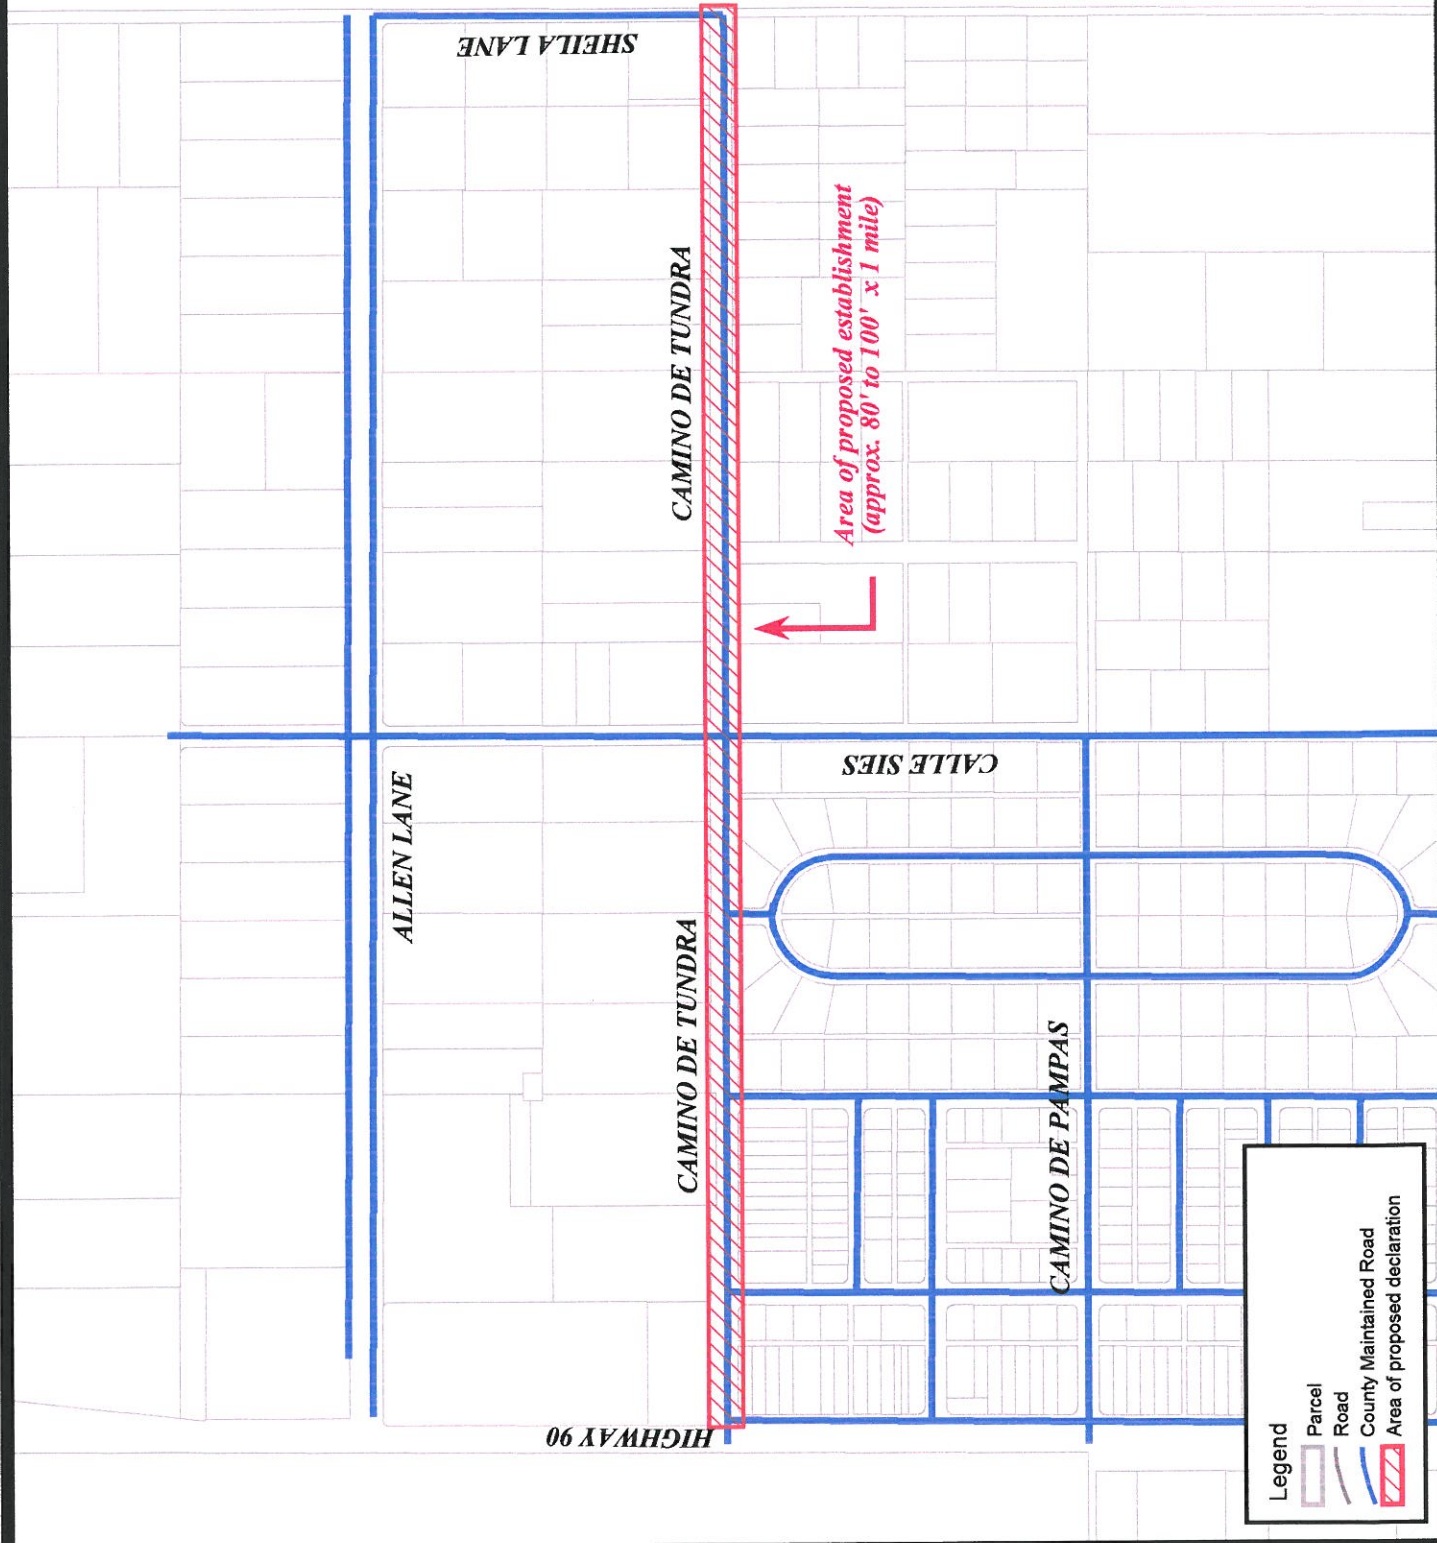 SHEILA LANE
CAMINO DE TUNDRA
Area of proposed establishment
(approx. 80' to 100' x 1 mile)
CALLE SIES
ALLEN LANE
CAMINO DE TUNDRA
CAMINO DE PAMPAS
HIGHWAY 90
Legend
Parcel
Road
County Maintained Road
Area of proposed declaration